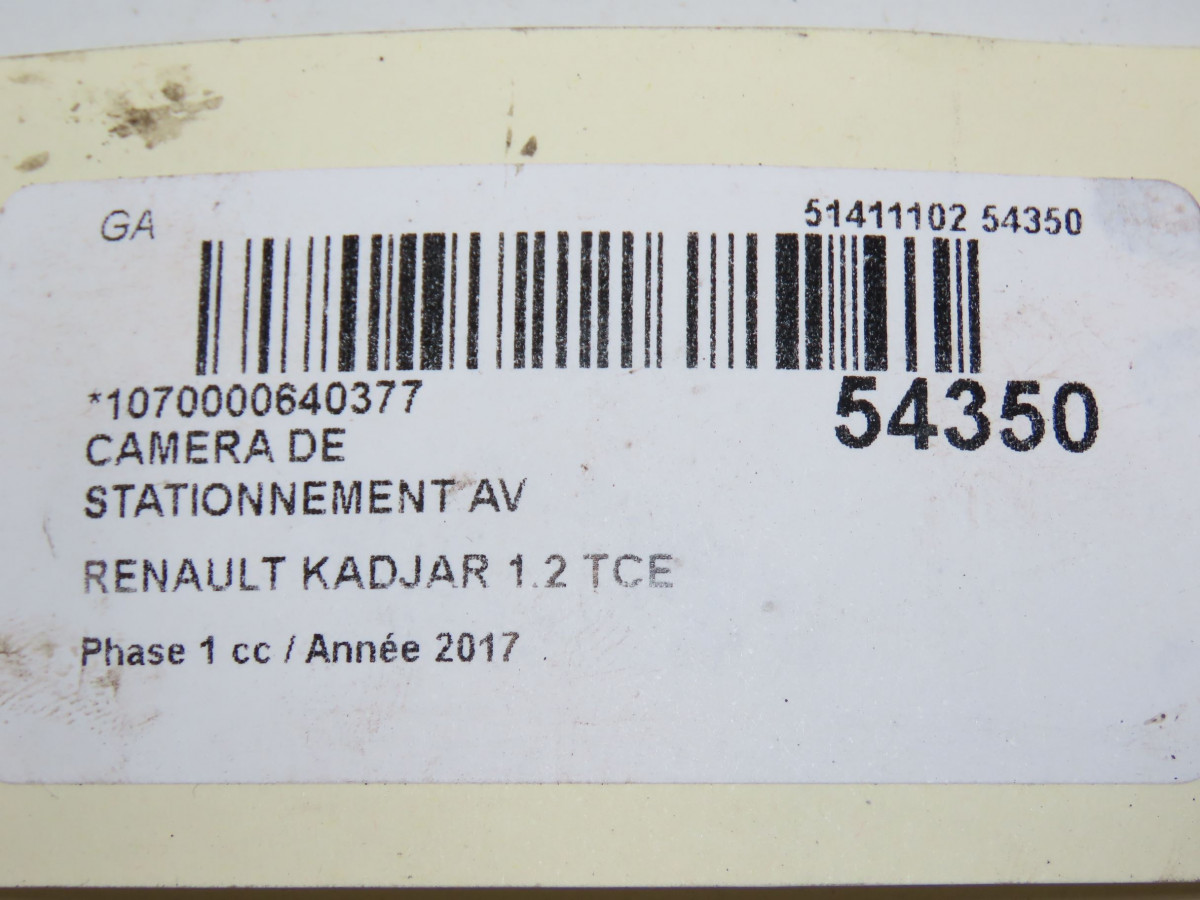 GA
51411102 54350
*1070000640377
54350
CAMERA DE
STATIONNEMENT AV
RENAULT KADJAR 1.2 TCE
Phase 1 cc / Année 2017